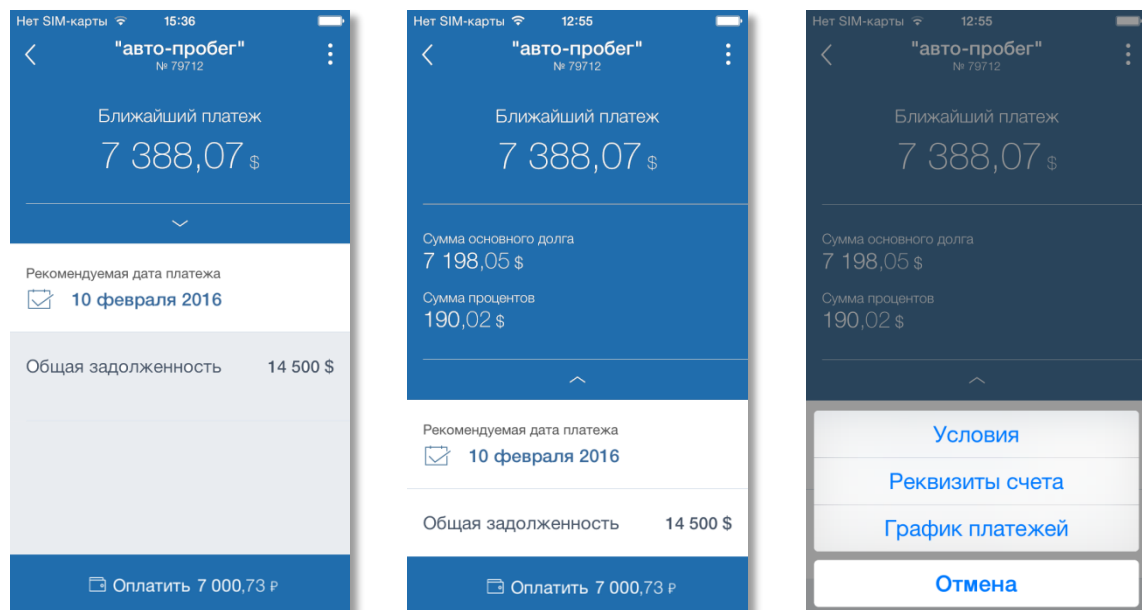 Нет SIM-карты 15:36
"авто-пробег"
№ 79712
Ближайший платеж
7 388,07 $
Рекомендуемая дата платежа
10 февраля 2016
Общая задолженность 14 500 $
Оплатить 7 000,73 ₽
Нет SIM-карты 12:55
"авто-пробег"
№ 79712
Ближайший платеж
7 388,07 $
Сумма основного долга
7 198,05 $
Сумма процентов
190,02 $
Рекомендуемая дата платежа
10 февраля 2016
Общая задолженность 14 500 $
Оплатить 7 000,73 ₽
Нет SIM-карты 12:55
"авто-пробег"
№ 79712
Ближайший платеж
7 388,07 $
Сумма основного долга
7 198,05 $
Сумма процентов
190,02 $
Условия
Реквизиты счета
График платежей
Отмена